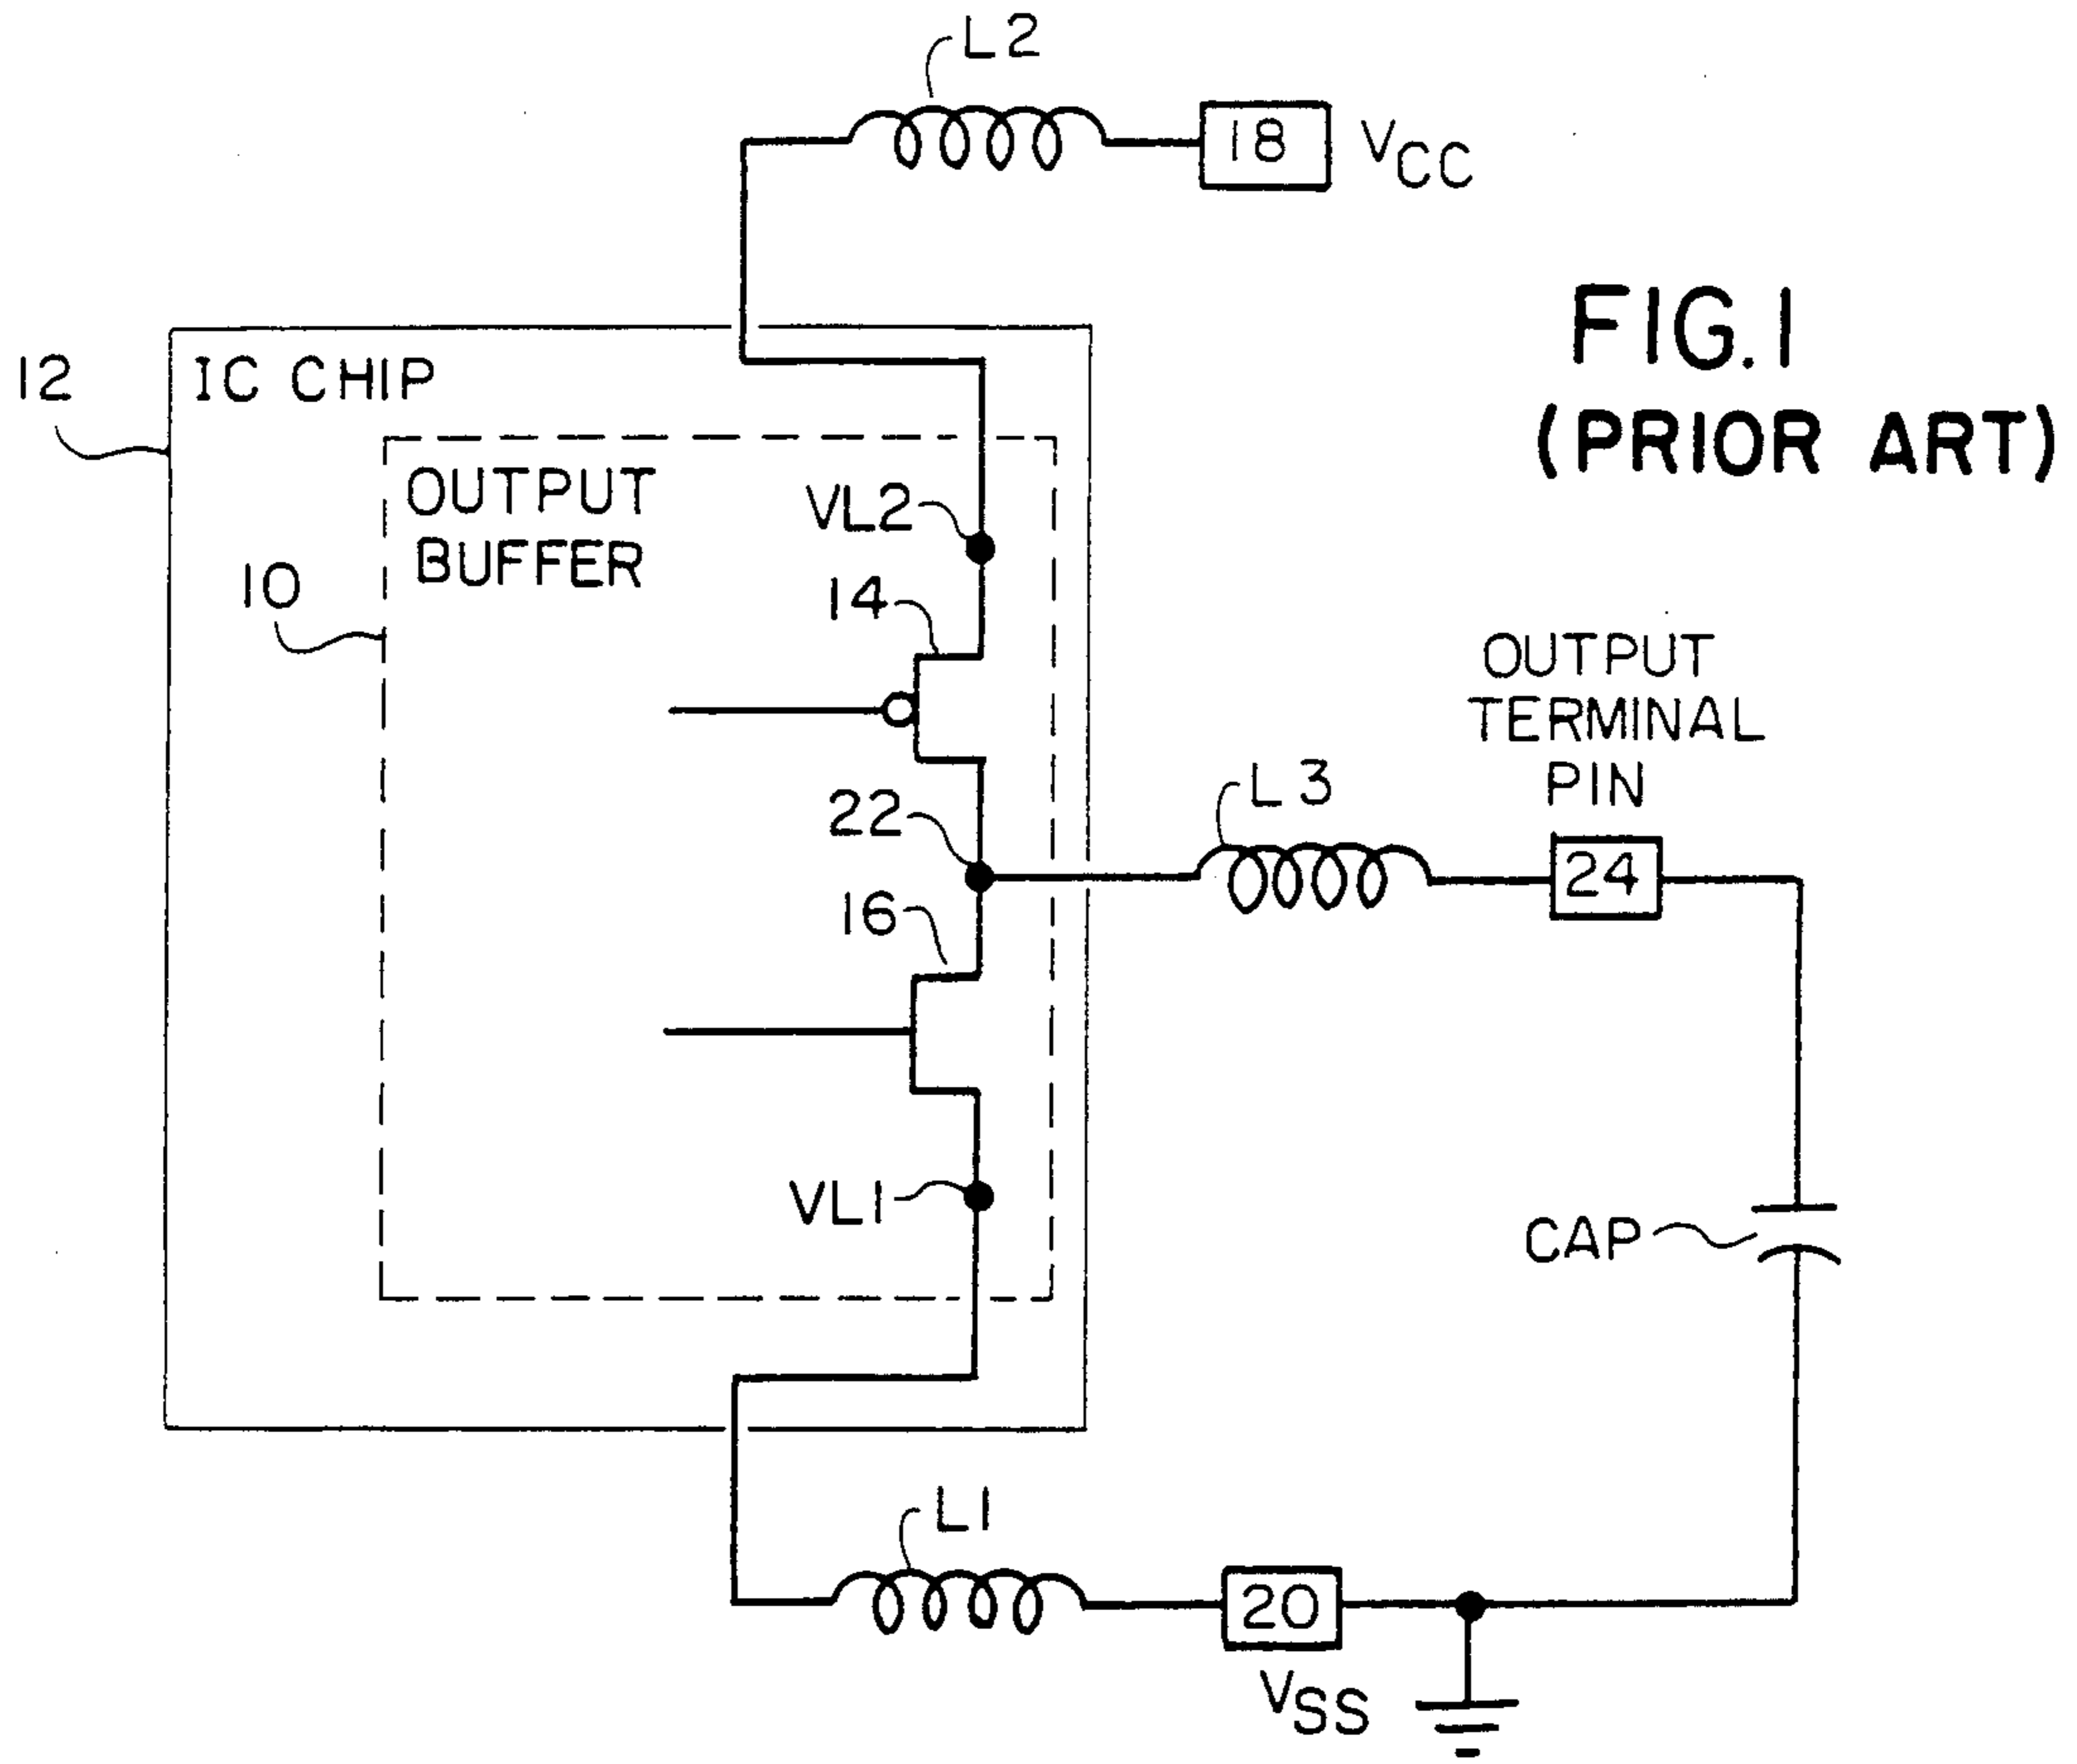 L2
18 VCC
FIG.1
(PRIOR ART)
12
IC CHIP
OUTPUT
BUFFER
10
VL2
14
OUTPUT
TERMINAL
PIN
L3
22
24
16
VL1
CAP
L1
20
VSS